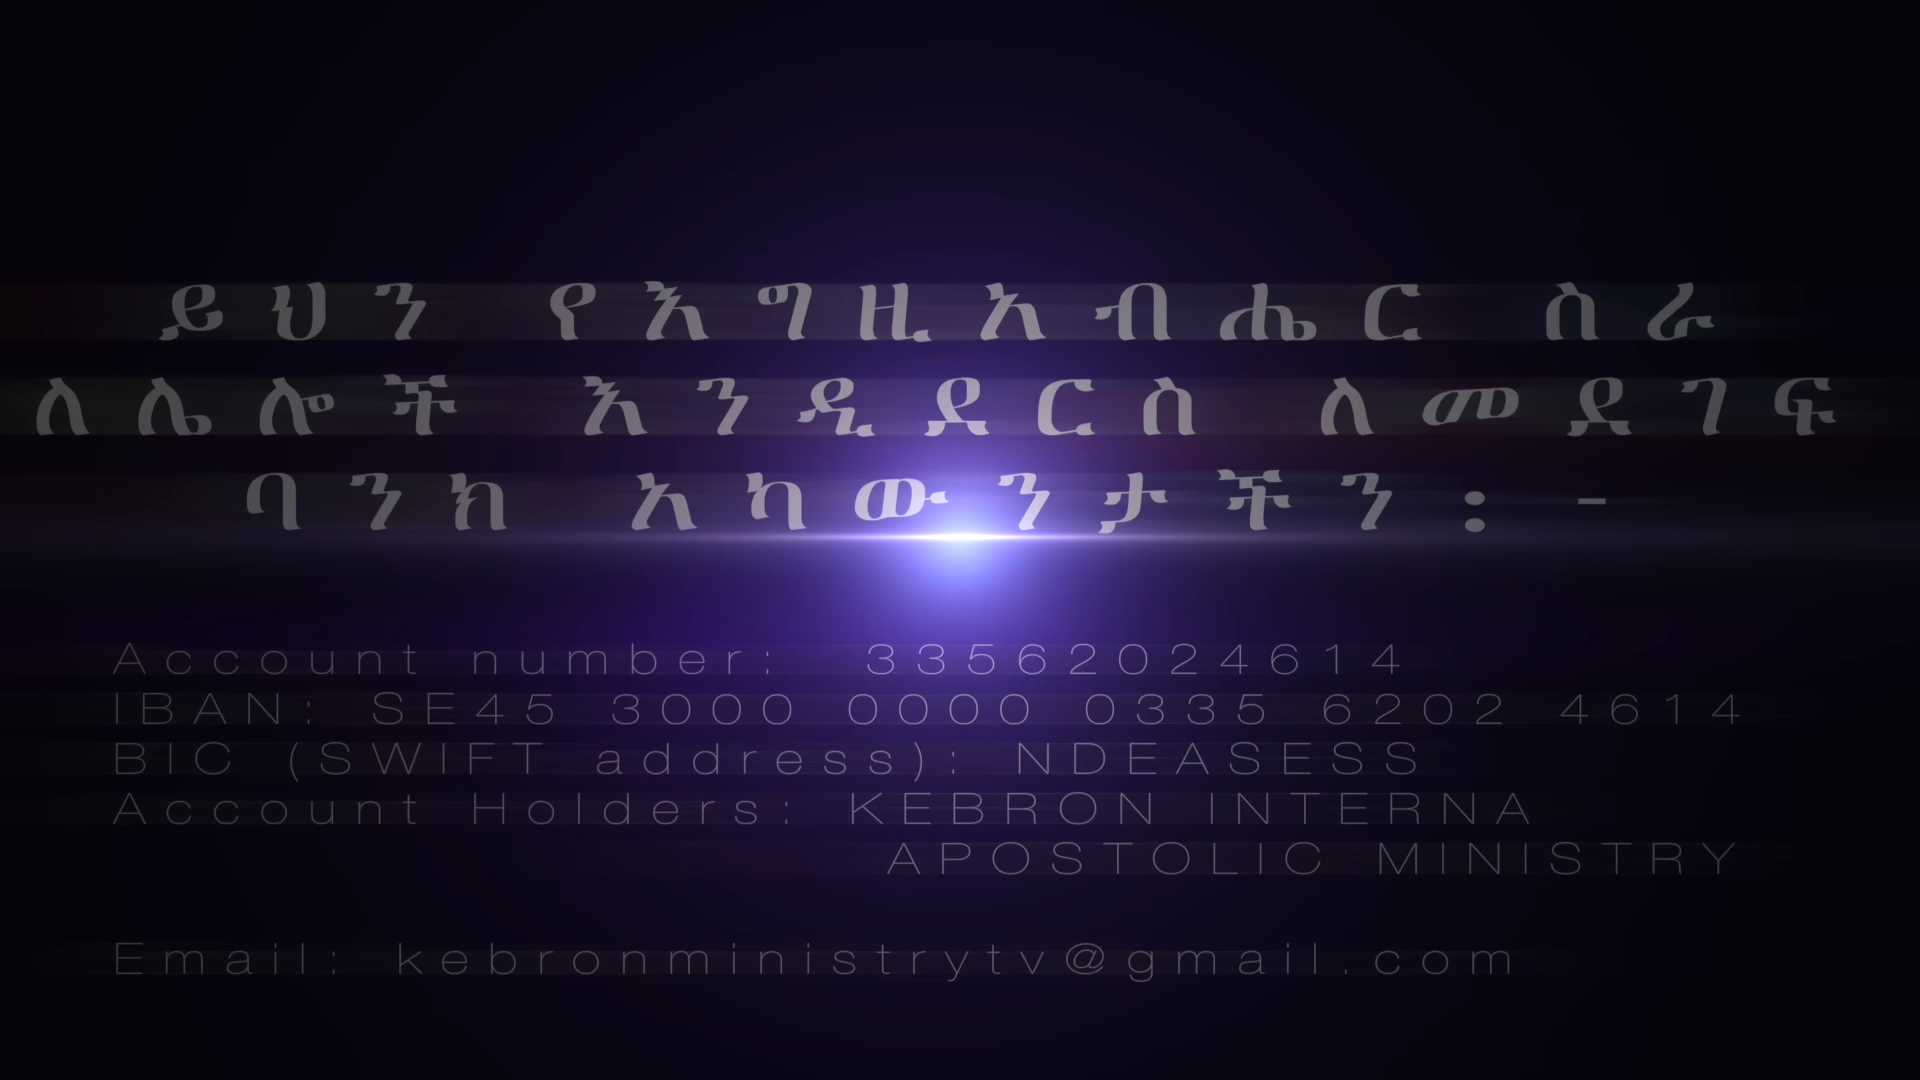 ይህን የእግዚአብሔር ስራ
ለሌሎች እንዲደርስ ለመደገፍ
ባንክ አካውንታችን:-
Account number: 33562024614
IBAN: SE45 3000 0000 0335 6202 4614
BIC (SWIFT address): NDEASESS
Account Holders: KEBRON INTERNA
APOSTOLIC MINISTRY
Email: kebronministrytv@gmail.com